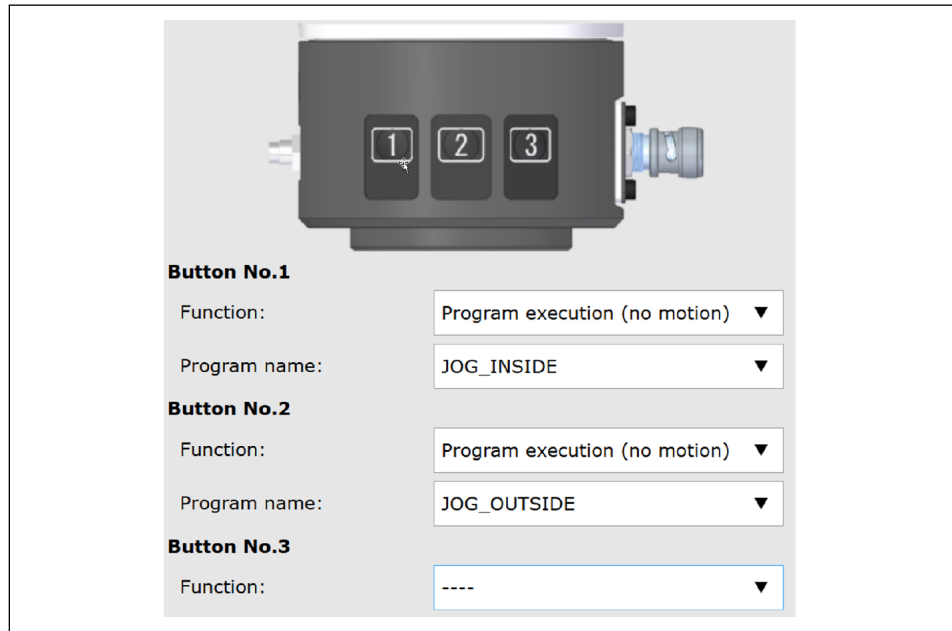 1 2 3
Button No.1
Function: Program execution (no motion) ▼
Program name: JOG_INSIDE ▼
Button No.2
Function: Program execution (no motion) ▼
Program name: JOG_OUTSIDE ▼
Button No.3
Function: ---- ▼